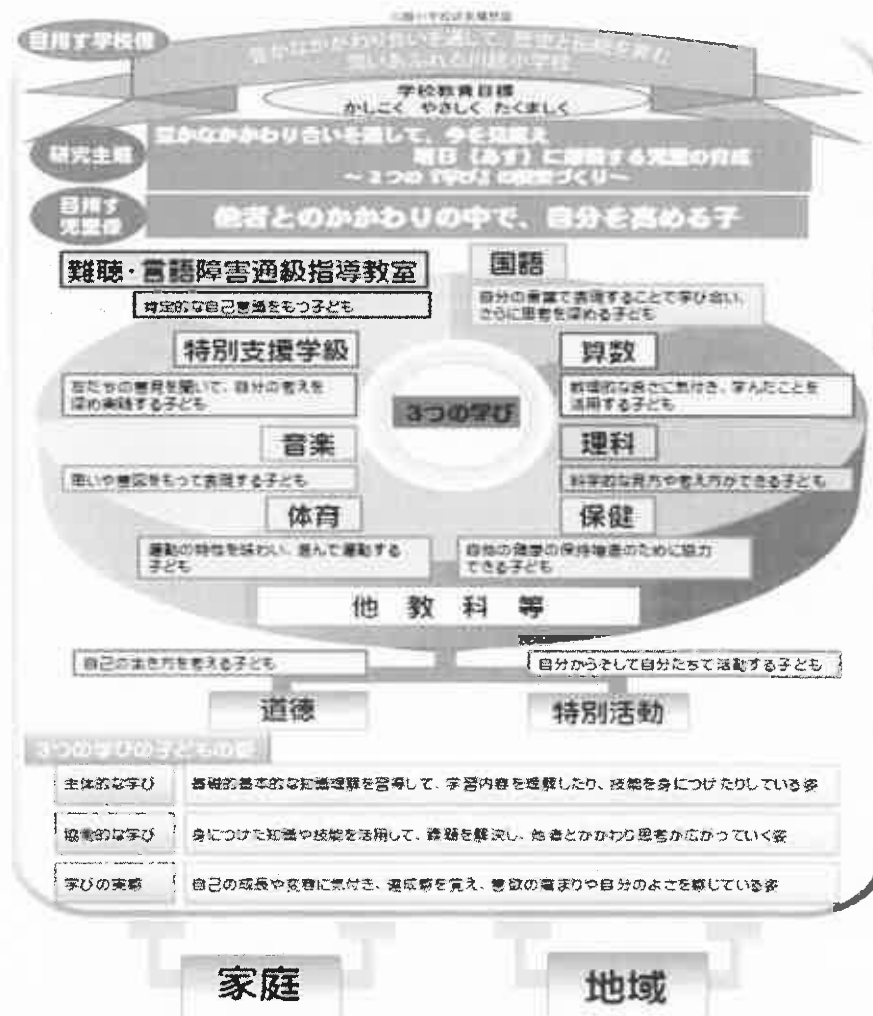 目指す学校像
豊かなかかわり合いを通して、歴史と伝統を育む
学校教育目標
かしこく やさしく たくましく
研究主題
豊かなかかわり合いを通して、今を見据え
明日(あす)に躍動する児童の育成
~3つの『学び』の授業づくり~
目指す
児童像
他者とのかかわりの中で、自分を高める子
難聴・言語障害通級指導教室
肯定的な自己意識をもつ子ども
国語
自分の言葉で表現することで学び合い、
さらに思考を深める子ども
特別支援学級
友だちの意見を聞いて、自分の考えを
深め実践する子ども
算数
数理的な良さに気付き、学んだことを
活用する子ども
3つの学び
音楽
思いや意図をもって表現する子ども
理科
科学的な見方や考え方ができる子ども
体育
運動の特性を味わい、進んで運動する
子ども
保健
自他の健康の保持増進のために協力
できる子ども
他 教 科 等
自己の生き方を考える子ども
自分からそして自分たちで活動する子ども
道徳
特別活動
3つの学びの子どもの姿
主体的な学び
基礎的基本的な知識理解を習得して、学習内容を理解したり、技能を身につけたりしている姿
協働的な学び
身につけた知識や技能を活用して、課題を解決し、他者とかかわり思考が広がっていく姿
学びの実感
自己の成長や変容に気付き、達成感を覚え、意欲の高まりや自分のよさを感じている姿
家庭
地域